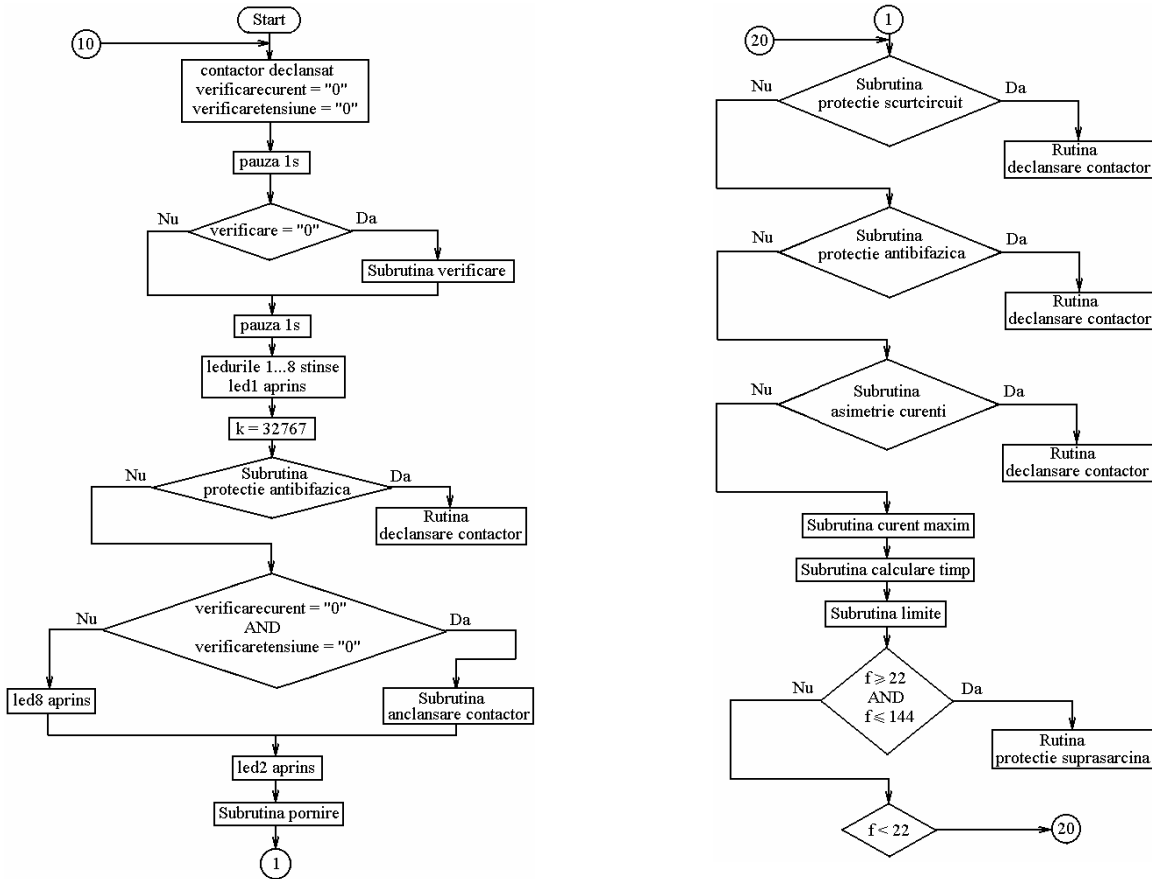 Start
10
contactor declansat
verificarecurent = "0"
verificaretensiune = "0"
pauza 1s
Nu
Da
verificare = "0"
Subrutina verificare
pauza 1s
ledurile 1...8 stinse
led1 aprins
k = 32767
Nu
Da
Subrutina
protectie antibifazica
Rutina
declansare contactor
Nu
Da
verificarecurent = "0"
AND
verificaretensiune = "0"
led8 aprins
Subrutina
anclansare contactor
led2 aprins
Subrutina pornire
1
1
20
Nu
Da
Subrutina
protectie scurtcircuit
Rutina
declansare contactor
Nu
Da
Subrutina
protectie antibifazica
Rutina
declansare contactor
Nu
Da
Subrutina
asimetrie curenti
Rutina
declansare contactor
Subrutina curent maxim
Subrutina calculare timp
Subrutina limite
Nu
Da
f ⩾ 22
AND
f ⩽ 144
Rutina
protectie suprasarcina
f < 22
20